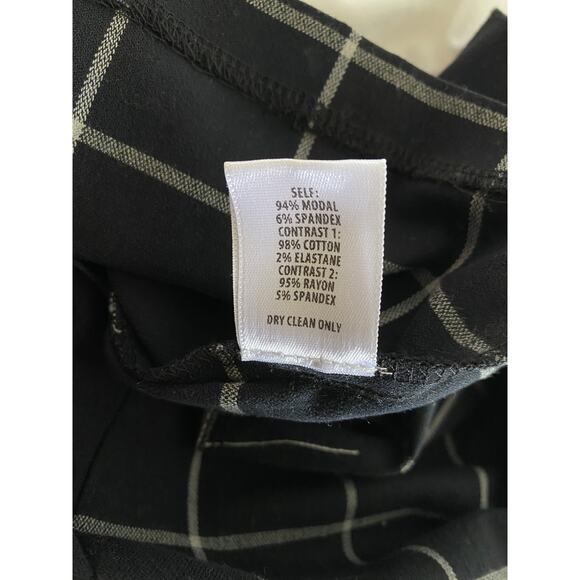 SELF:
94% MODAL
6% SPANDEX
CONTRAST 1:
98% COTTON
2% ELASTANE
CONTRAST 2:
95% RAYON
5% SPANDEX
DRY CLEAN ONLY